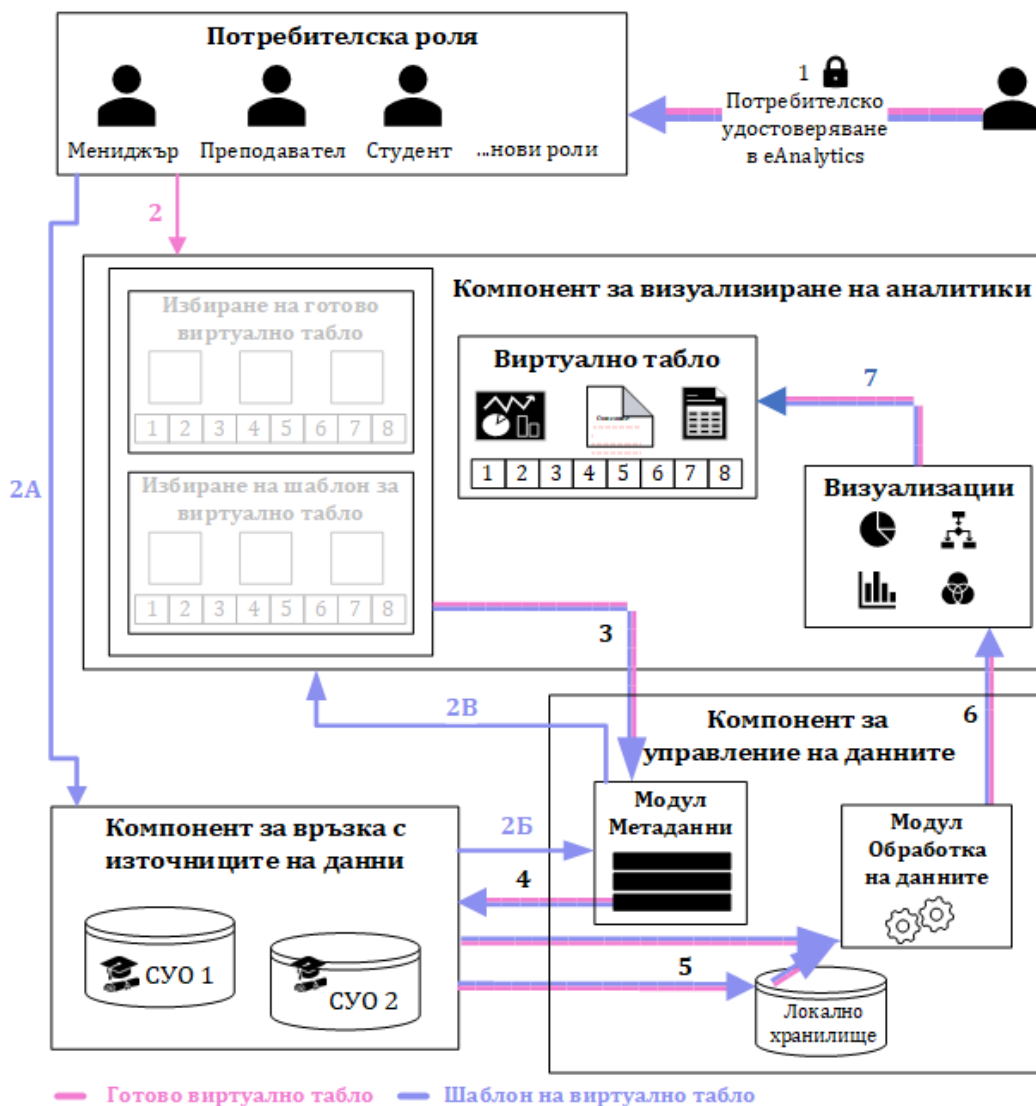 Потребителска роля
Мениджър
Преподавател
Студент
...нови роли
1
Потребителско
удостоверяване
в eAnalytics
2
2А
Компонент за визуализиране на аналитики
Избиране на готово
виртуално табло
1 2 3 4 5 6 7 8
Избиране на шаблон за
виртуално табло
1 2 3 4 5 6 7 8
Виртуално табло
1 2 3 4 5 6 7 8
7
Визуализации
3
2В
6
Компонент за
управление на данните
Модул
Метаданни
Модул
Обработка
на данните
Компонент за връзка с
източниците на данни
2Б
4
5
СУО 1
СУО 2
Локално
хранилище
Готово виртуално табло
Шаблон на виртуално табло